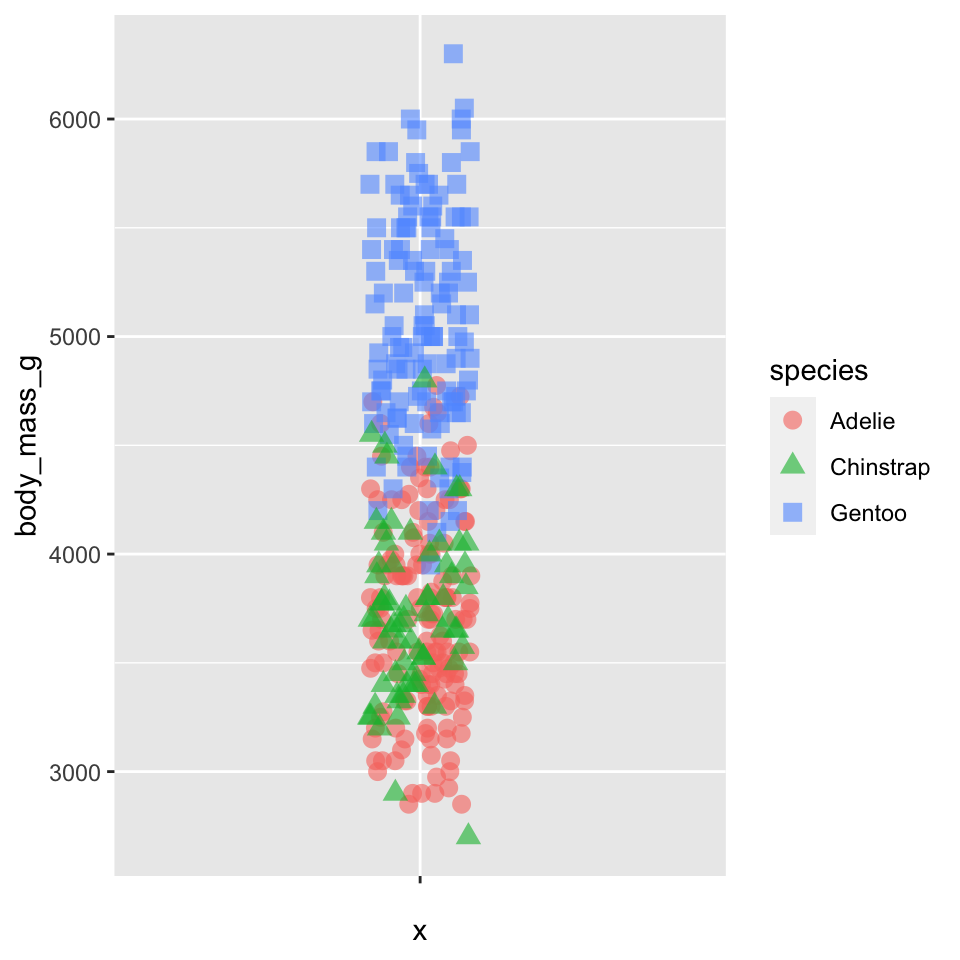 body_mass_g
6000
5000
4000
3000
x
species
Adelie
Chinstrap
Gentoo